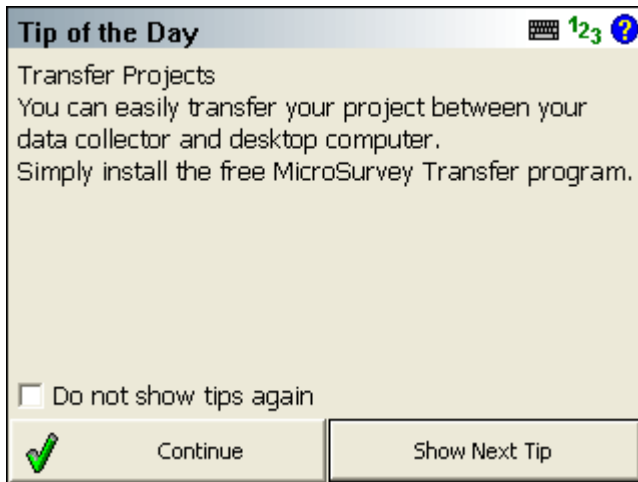 Tip of the Day 123 ?
Transfer Projects
You can easily transfer your project between your
data collector and desktop computer.
Simply install the free MicroSurvey Transfer program.
Do not show tips again
Continue
Show Next Tip